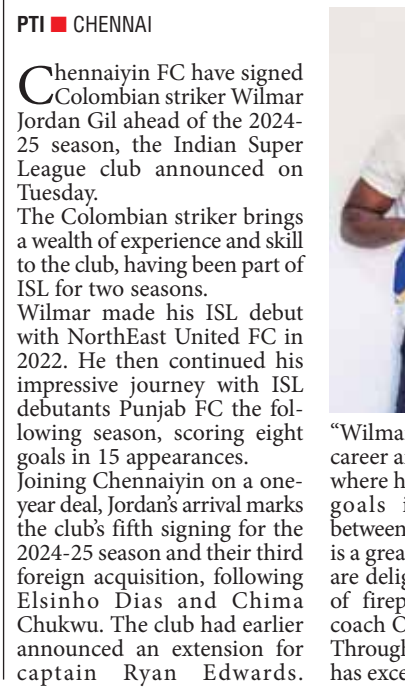 PTI CHENNAI
Chennaiyin FC have signed
Colombian striker Wilmar
Jordan Gil ahead of the 2024-
25 season, the Indian Super
League club announced on
Tuesday.
The Colombian striker brings
a wealth of experience and skill
to the club, having been part of
ISL for two seasons.
Wilmar made his ISL debut
with NorthEast United FC in
2022. He then continued his
impressive journey with ISL
debutants Punjab FC the fol-
lowing season, scoring eight
goals in 15 appearances.
Joining Chennaiyin on a one-
year deal, Jordan's arrival marks
the club's fifth signing for the
2024-25 season and their third
foreign acquisition, following
Elsinho Dias and Chima
Chukwu. The club had earlier
announced an extension for
captain Ryan Edwards.
"Wilmar
career a
where h
goals
between
is a grea
are delig
of firep
coach O
Through
has exce